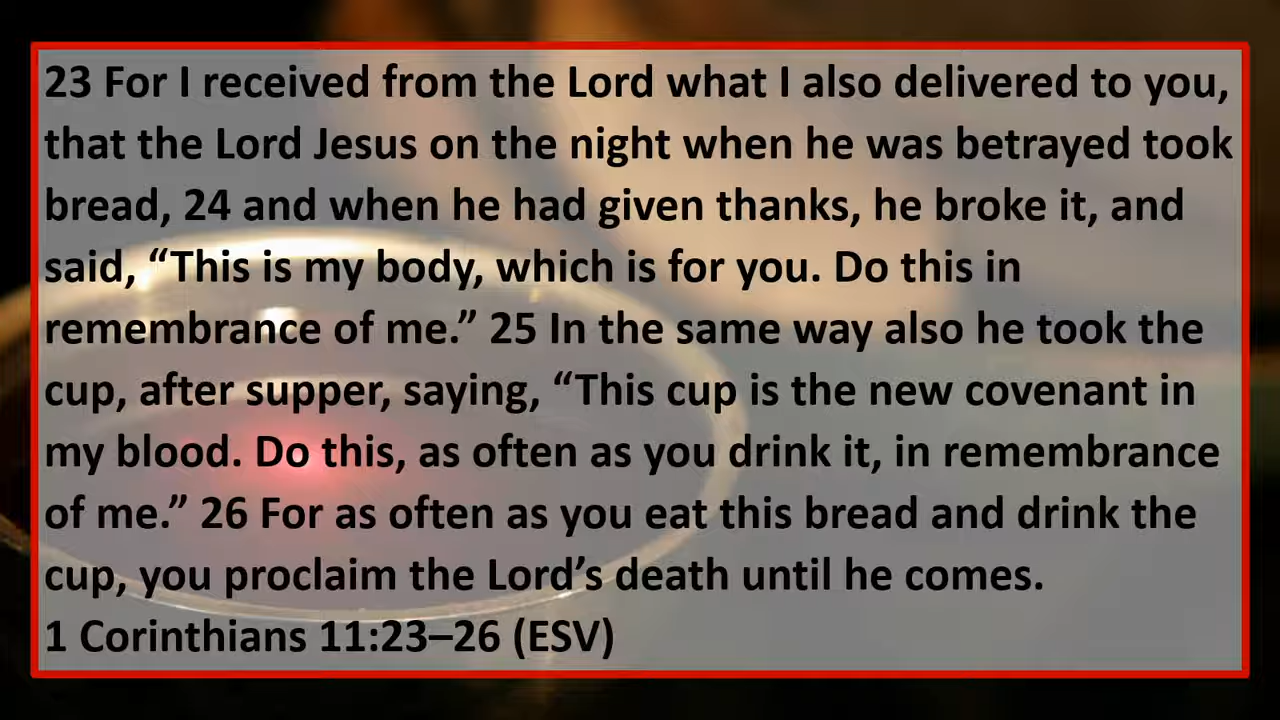 23 For I received from the Lord what I also delivered to you,
that the Lord Jesus on the night when he was betrayed took
bread, 24 and when he had given thanks, he broke it, and
said, “This is my body, which is for you. Do this in
remembrance of me.” 25 In the same way also he took the
cup, after supper, saying, “This cup is the new covenant in
my blood. Do this, as often as you drink it, in remembrance
of me.” 26 For as often as you eat this bread and drink the
cup, you proclaim the Lord’s death until he comes.
1 Corinthians 11:23–26 (ESV)